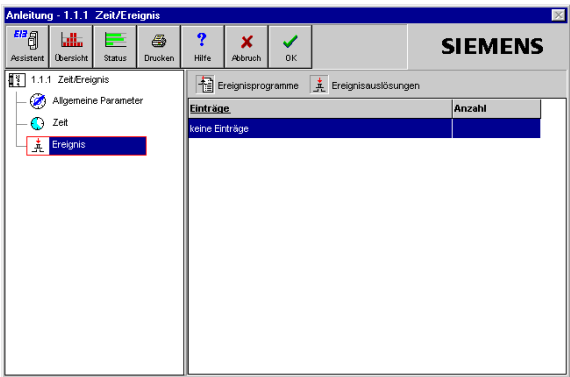 Anleitung - 1.1.1 Zeit/Ereignis
EIB
Assistent Übersicht Status Drucken ? Hilfe Abbruch OK
SIEMENS
1.1.1 Zeit/Ereignis
Allgemeine Parameter
Zeit
Ereignis
Ereignisprogramme Ereignisauslösungen
Einträge Anzahl
keine Einträge